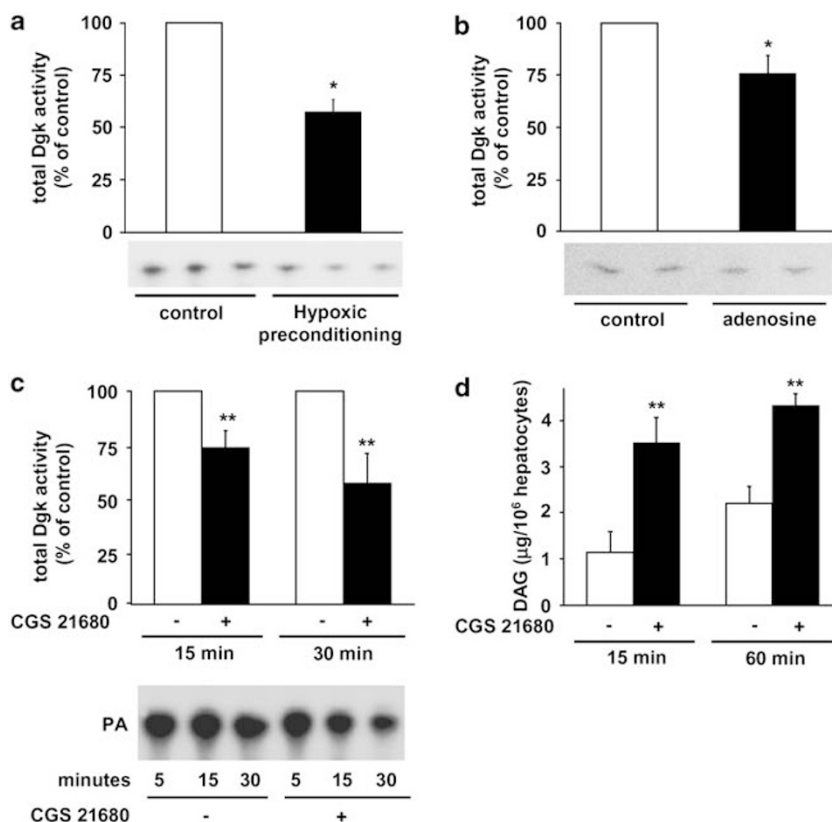 a
total Dgk activity
(% of control)
100
75
50
25
0
*
control
Hypoxic
preconditioning
b
total Dgk activity
(% of control)
100
75
50
25
0
*
control
adenosine
c
total Dgk activity
(% of control)
100
75
50
25
0
**
**
CGS 21680 - + - +
15 min 30 min
PA
minutes 5 15 30 5 15 30
CGS 21680 - +
d
DAG (µg/10⁶ hepatocytes)
4
3
2
1
0
**
**
CGS 21680 - + - +
15 min 60 min